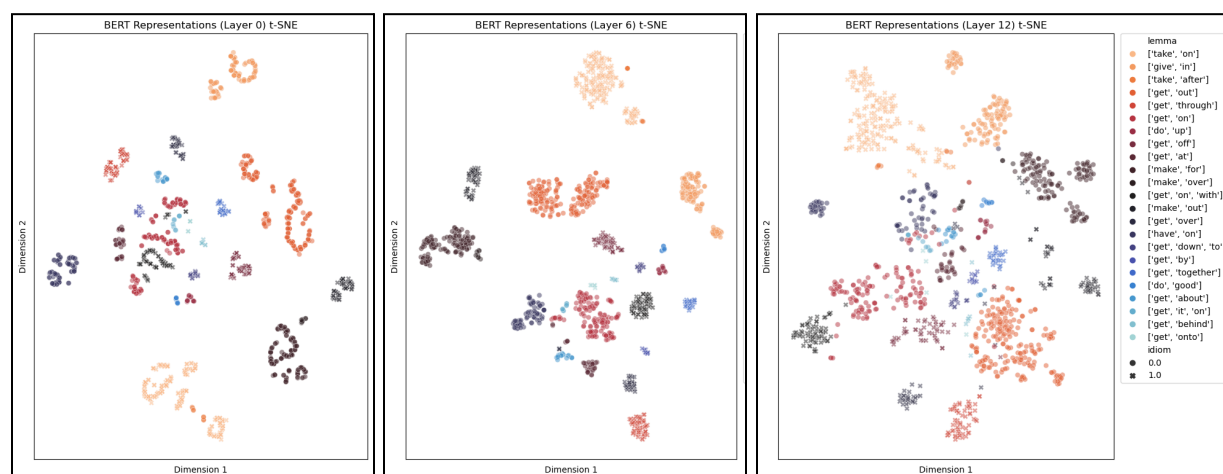 BERT Representations (Layer 0) t-SNE
Dimension 2
Dimension 1
BERT Representations (Layer 6) t-SNE
Dimension 2
Dimension 1
BERT Representations (Layer 12) t-SNE
Dimension 2
Dimension 1
lemma
['take', 'on']
['give', 'in']
['take', 'after']
['get', 'out']
['get', 'through']
['get', 'on']
['do', 'up']
['get', 'off']
['get', 'at']
['make', 'for']
['make', 'over']
['get', 'on', 'with']
['make', 'out']
['get', 'over']
['have', 'on']
['get', 'down', 'to']
['get', 'by']
['get', 'together']
['do', 'good']
['get', 'about']
['get', 'it', 'on']
['get', 'behind']
['get', 'onto']
idiom
0.0
1.0